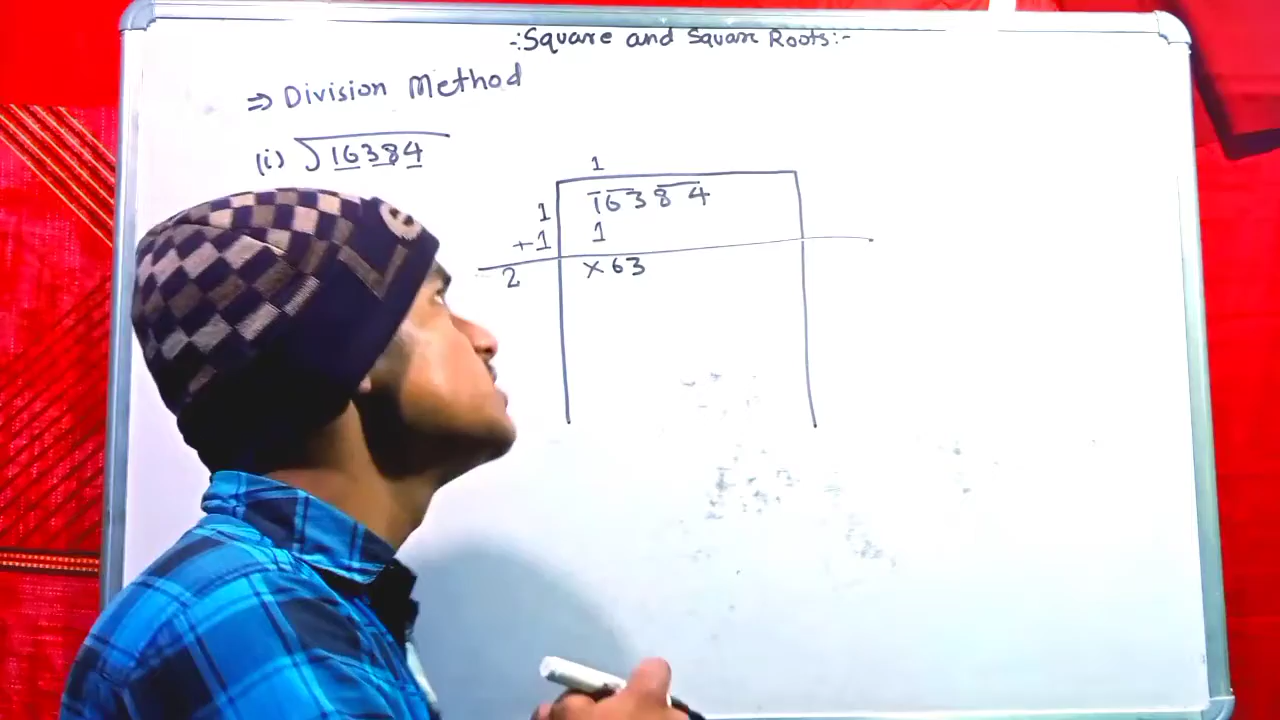 -:Square and Square Roots:-
⇒ Division Method
(i) √16384
1
1 16384
+1 1
2 ×63